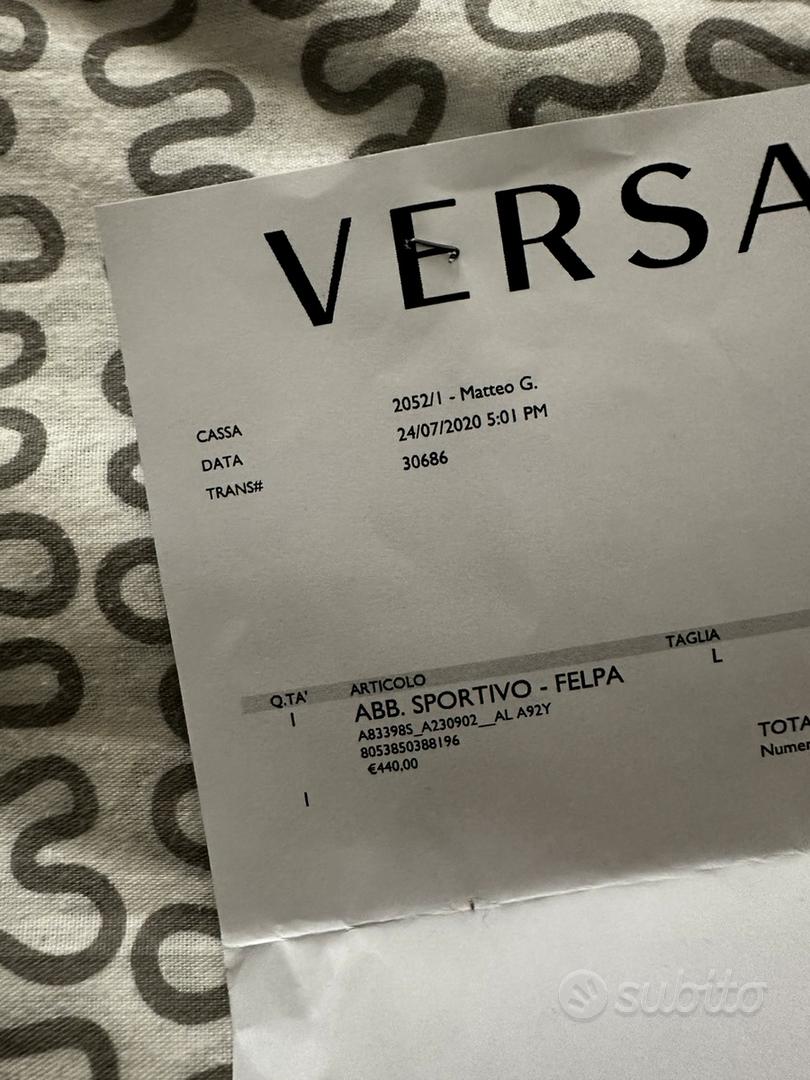 VERSA
CASSA 2052/1 - Matteo G.
DATA 24/07/2020 5:01 PM
TRANS# 30686
Q.TA' ARTICOLO TAGLIA
1 ABB. SPORTIVO - FELPA L
A83398S_A230902__AL A92Y
8053850388196
€440,00
1 TOTA
Numer
subito